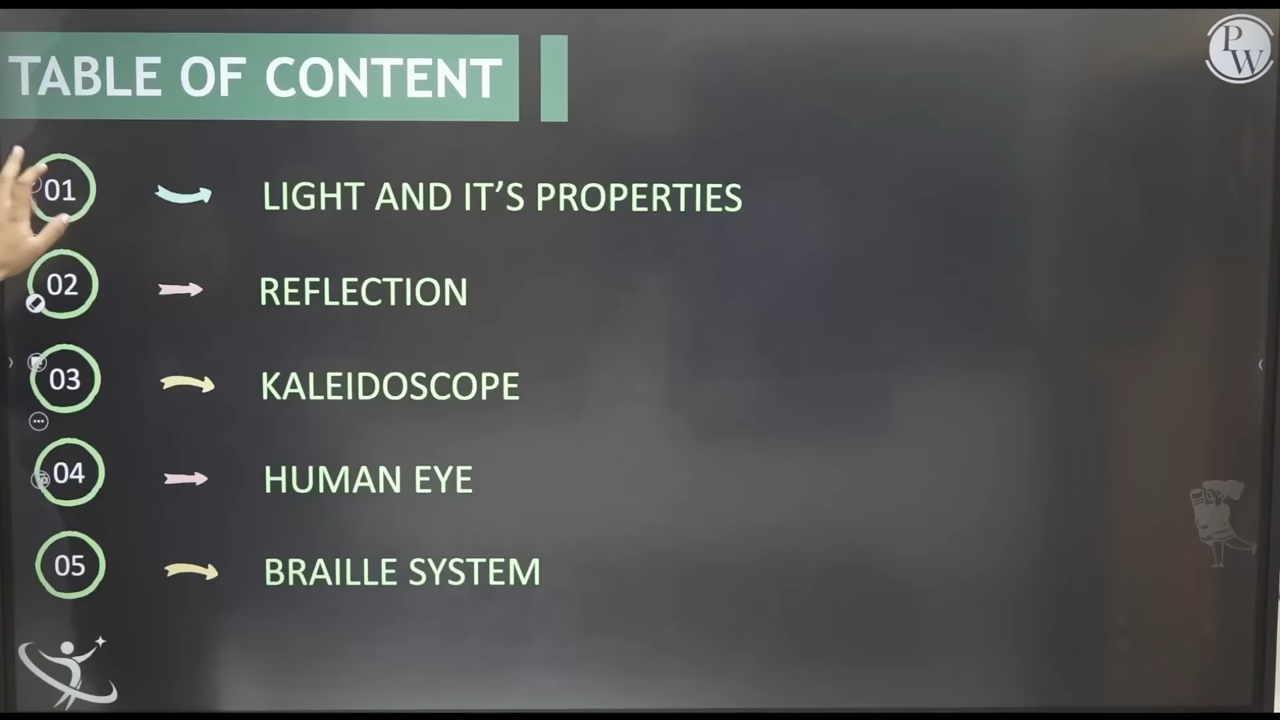 TABLE OF CONTENT
PW
01 LIGHT AND IT’S PROPERTIES
02 REFLECTION
03 KALEIDOSCOPE
04 HUMAN EYE
05 BRAILLE SYSTEM